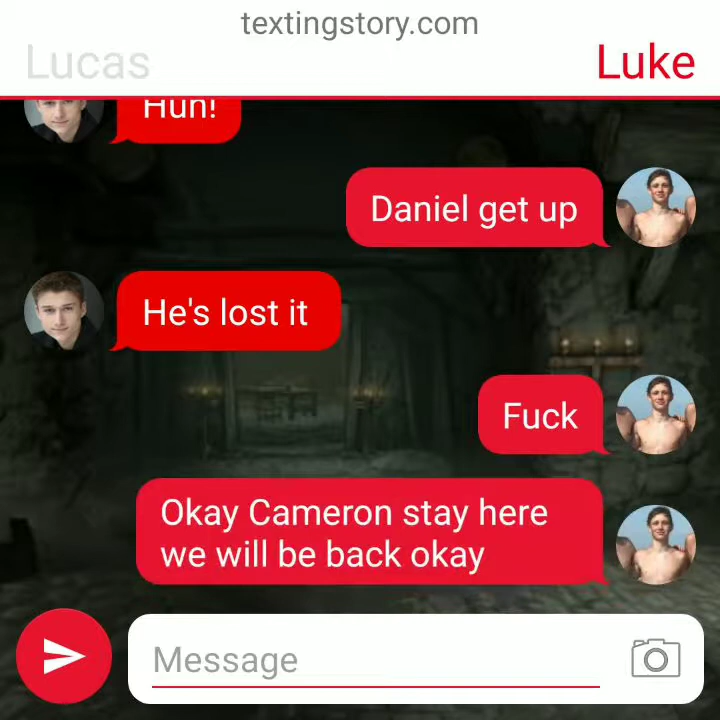 textingstory.com
Lucas
Luke
Huh!
Daniel get up
He's lost it
Fuck
Okay Cameron stay here
we will be back okay
Message